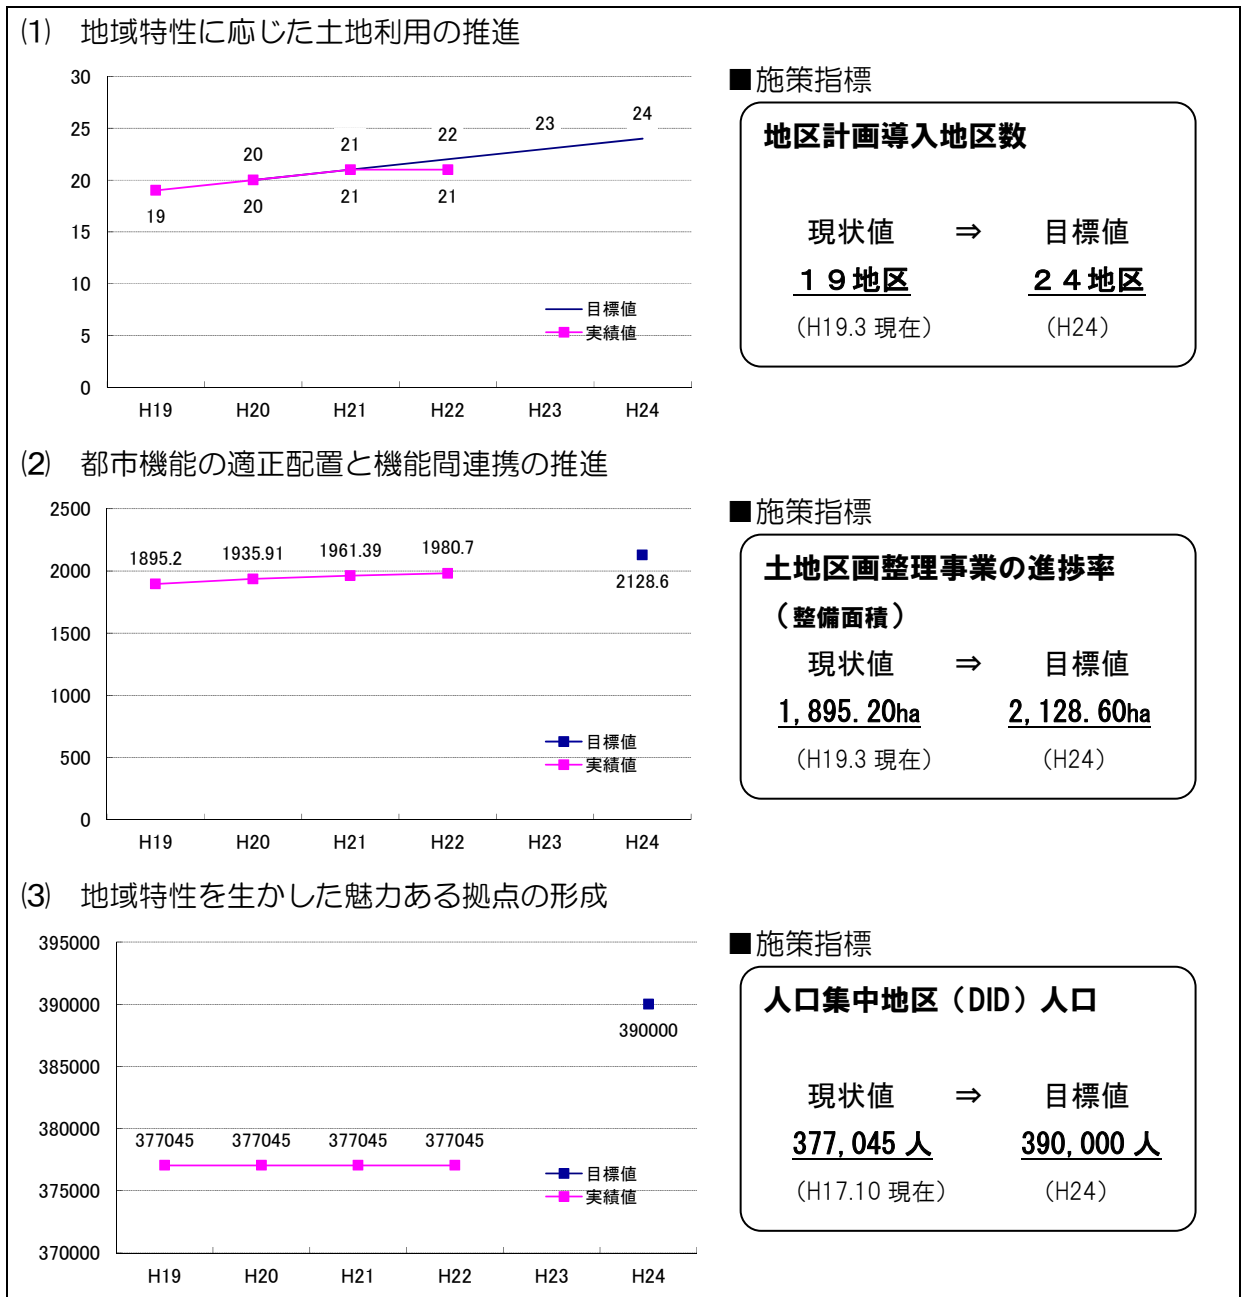 ⑴ 地域特性に応じた土地利用の推進
30
25
20
15
10
5
0
20
21
22
23
24
19
20
21
21
目標値
実績値
H19 H20 H21 H22 H23 H24
■施策指標
地区計画導入地区数
現状値 ⇒ 目標値
19地区 24地区
(H19.3 現在) (H24)
⑵ 都市機能の適正配置と機能間連携の推進
2500
2000
1500
1000
500
0
1895.2 1935.91 1961.39 1980.7
2128.6
目標値
実績値
H19 H20 H21 H22 H23 H24
■施策指標
土地区画整理事業の進捗率
(整備面積)
現状値 ⇒ 目標値
1,895.20ha 2,128.60ha
(H19.3 現在) (H24)
⑶ 地域特性を生かした魅力ある拠点の形成
395000
390000
385000
380000
375000
370000
377045 377045 377045 377045
390000
目標値
実績値
H19 H20 H21 H22 H23 H24
■施策指標
人口集中地区(DID)人口
現状値 ⇒ 目標値
377,045 人 390,000 人
(H17.10 現在) (H24)